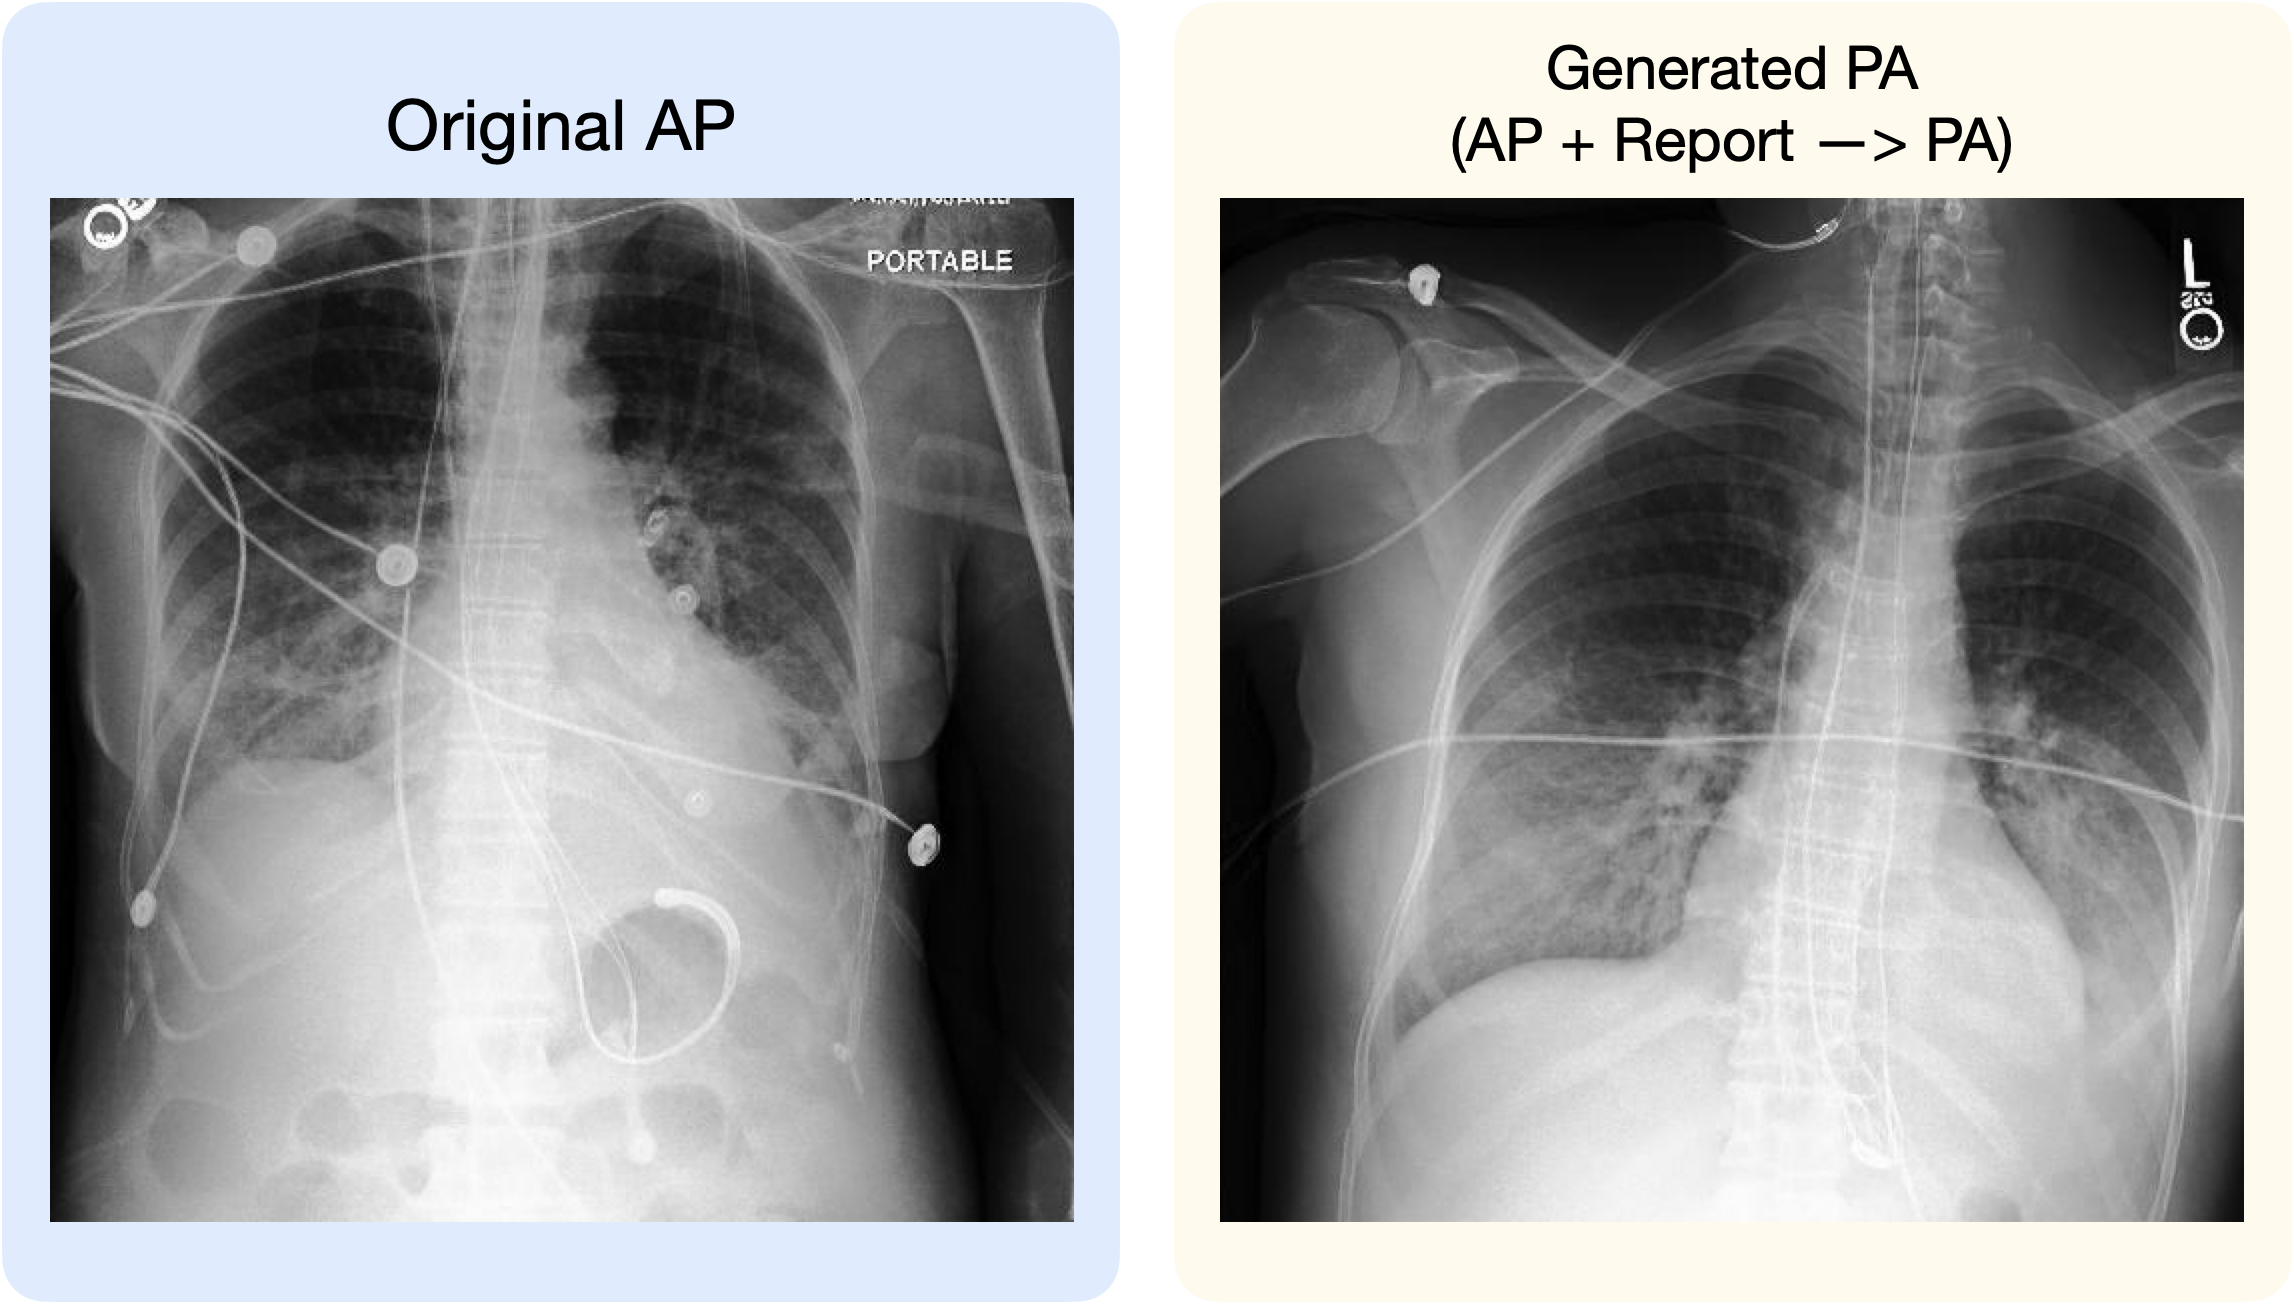 Original AP
Generated PA
(AP + Report —> PA)
PORTABLE
L